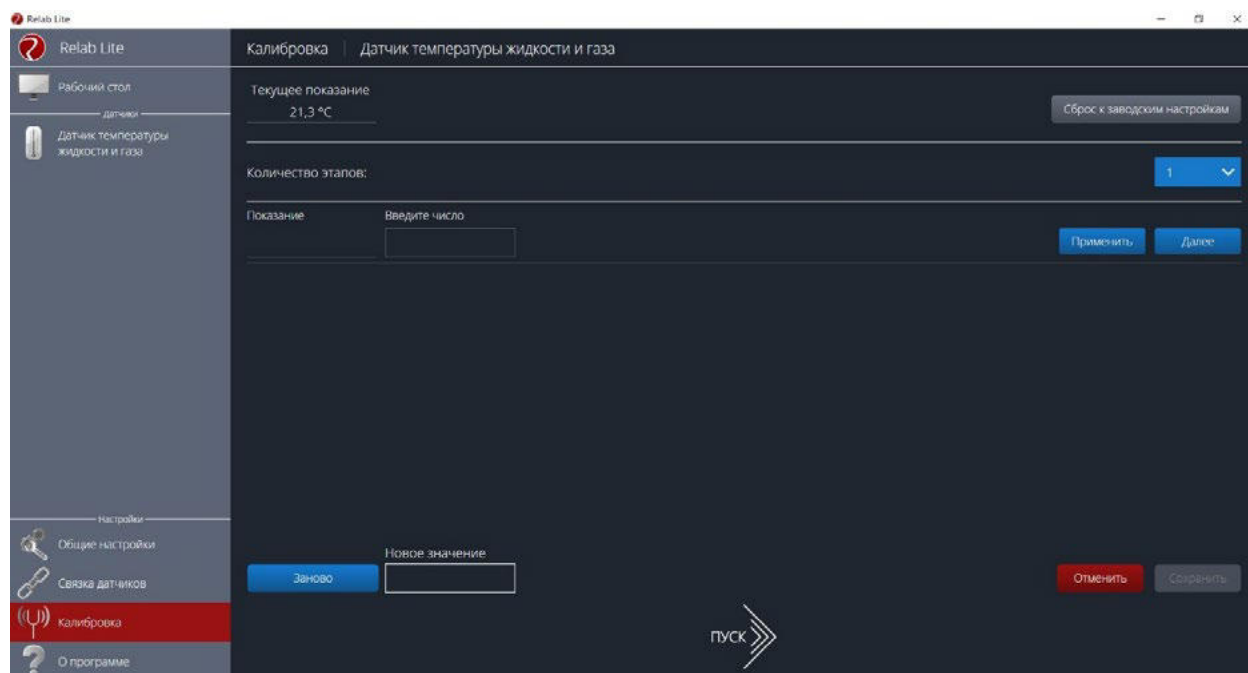 Relab Lite
Relab Lite
Калибровка
Датчик температуры жидкости и газа
Рабочий стол
Датчики
Датчик температуры
жидкости и газа
Текущее показание
21,3 °C
Сброс к заводским настройкам
Количество этапов:
1
Показание
Введите число
Применить
Далее
Настройки
Общие настройки
Связка датчиков
Калибровка
О программе
Новое значение
Заново
Отменить
Сохранить
ПУСК